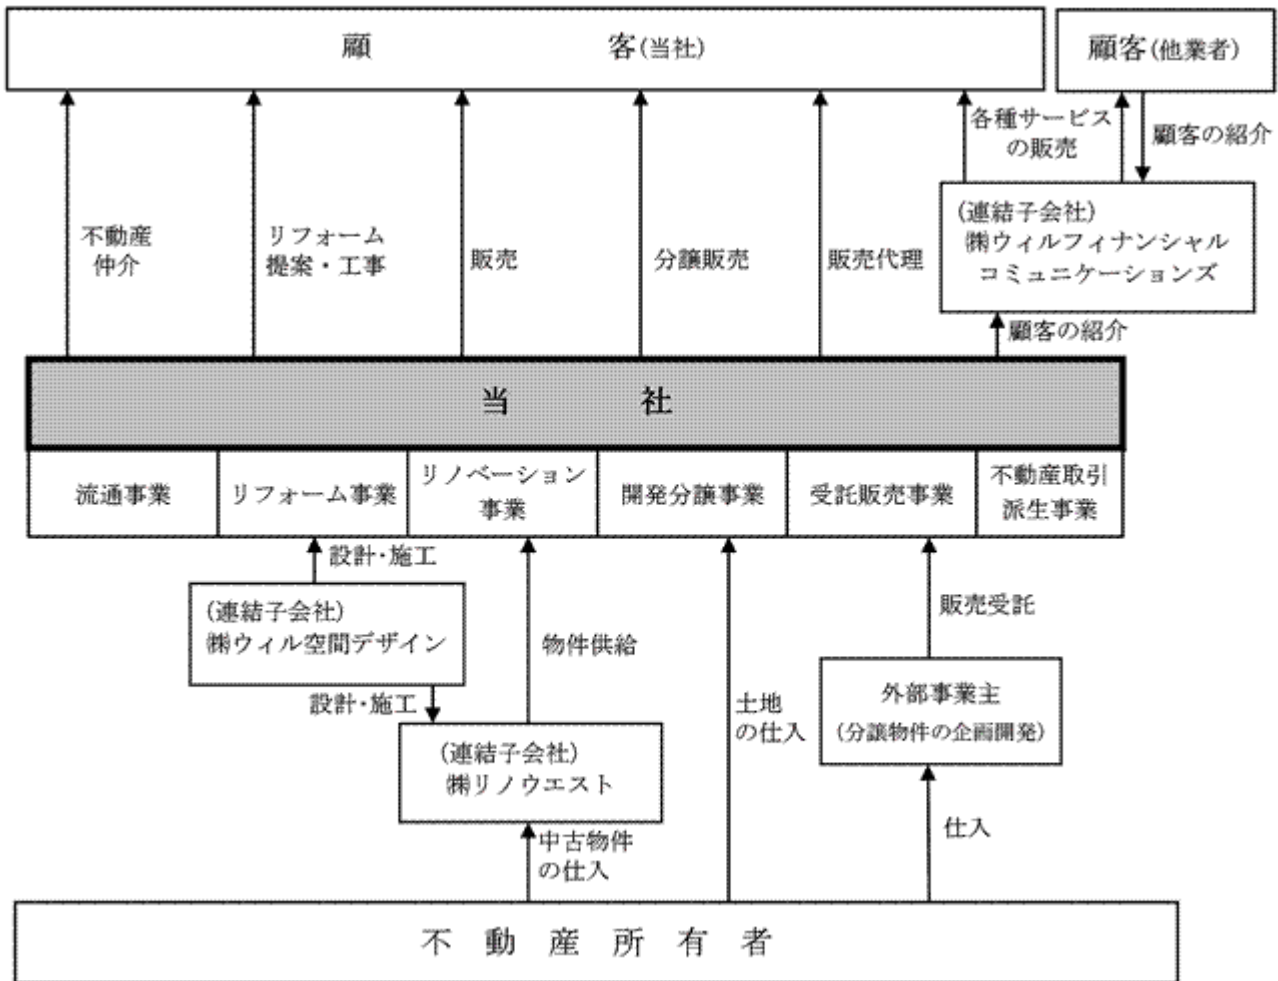 顧客(当社)
顧客(他業者)
各種サービス
の販売
顧客の紹介
不動産
仲介
リフォーム
提案・工事
販売
分譲販売
販売代理
(連結子会社)
㈱ウィルフィナンシャル
コミュニケーションズ
顧客の紹介
当社
流通事業
リフォーム事業
リノベーション
事業
開発分譲事業
受託販売事業
不動産取引
派生事業
設計・施工
(連結子会社)
㈱ウィル空間デザイン
設計・施工
物件供給
(連結子会社)
㈱リノウエスト
中古物件
の仕入
土地
の仕入
販売受託
外部事業主
(分譲物件の企画開発)
仕入
不動産所有者